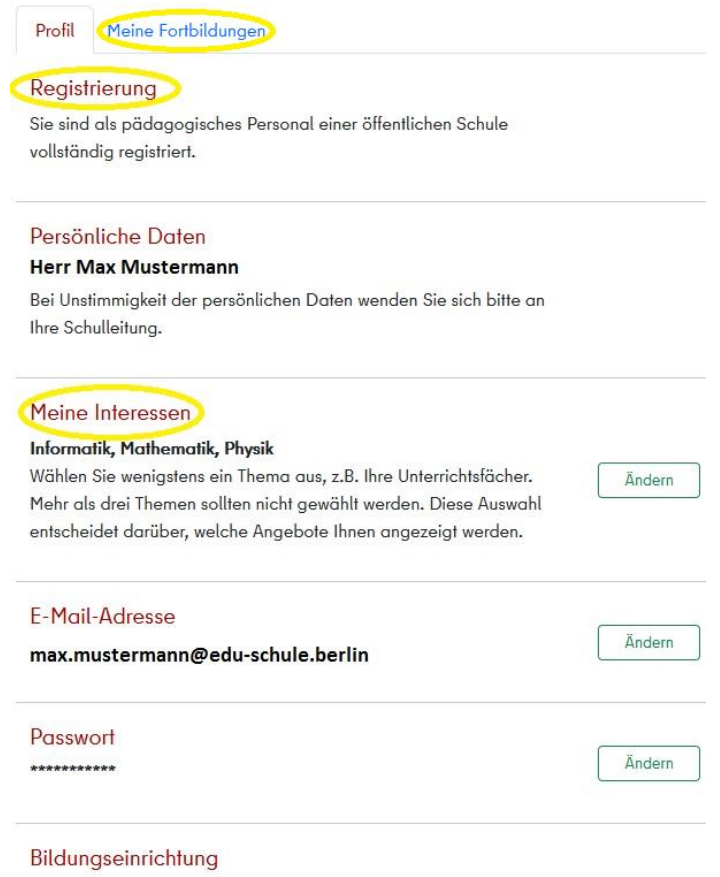 Profil Meine Fortbildungen
Registrierung
Sie sind als pädagogisches Personal einer öffentlichen Schule
vollständig registriert.
Persönliche Daten
Herr Max Mustermann
Bei Unstimmigkeit der persönlichen Daten wenden Sie sich bitte an
Ihre Schulleitung.
Meine Interessen
Informatik, Mathematik, Physik
Wählen Sie wenigstens ein Thema aus, z.B. Ihre Unterrichtsfächer.
Mehr als drei Themen sollten nicht gewählt werden. Diese Auswahl
entscheidet darüber, welche Angebote Ihnen angezeigt werden.
Ändern
E-Mail-Adresse
max.mustermann@edu-schule.berlin
Ändern
Passwort
***********
Ändern
Bildungseinrichtung